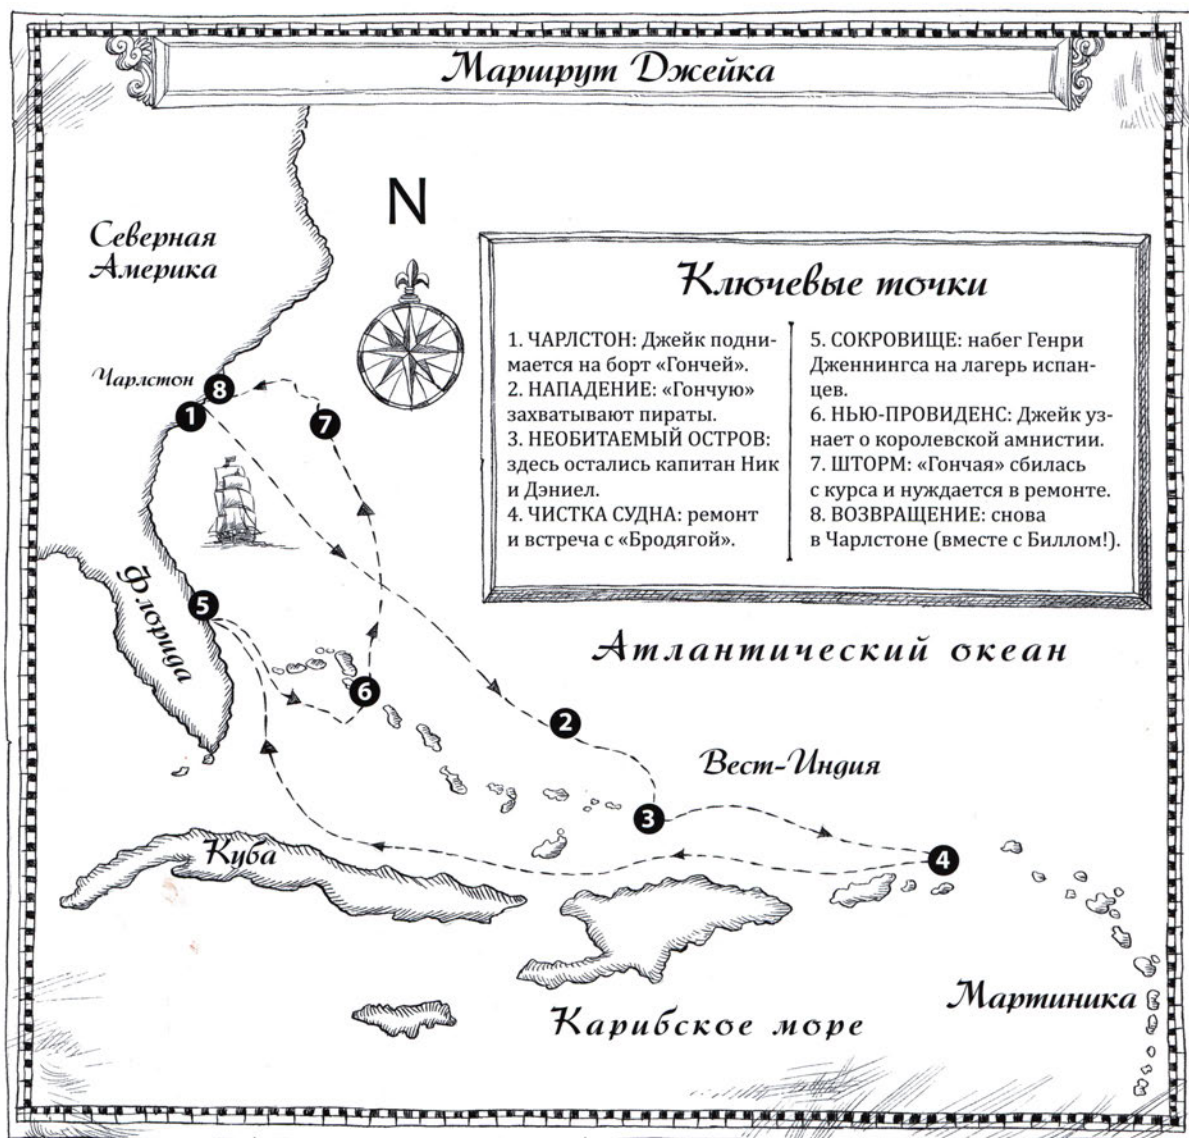 Маршрут Джейка
N
Северная
Америка
Ключевые точки
1. ЧАРЛСТОН: Джейк подни-
мается на борт «Гончей».
2. НАПАДЕНИЕ: «Гончую»
захватывают пираты.
3. НЕОБИТАЕМЫЙ ОСТРОВ:
здесь остались капитан Ник
и Дэниел.
4. ЧИСТКА СУДНА: ремонт
и встреча с «Бродягой».
5. СОКРОВИЩЕ: набег Генри
Дженнингса на лагерь испан-
цев.
6. НЬЮ-ПРОВИДЕНС: Джейк уз-
нает о королевской амнистии.
7. ШТОРМ: «Гончая» сбилась
с курса и нуждается в ремонте.
8. ВОЗВРАЩЕНИЕ: снова
в Чарлстоне (вместе с Биллом!).
Чарлстон
8
1
7
Флорида
5
Атлантический океан
6
2
Вест-Индия
3
Куба
4
Мартиника
Карибское море